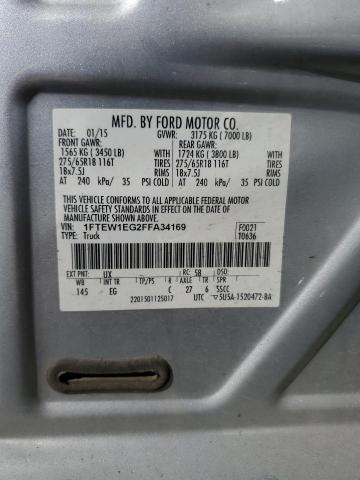 MFD. BY FORD MOTOR CO.
DATE: 01/15 GVWR: 3175 KG ( 7000 LB)
FRONT GAWR: REAR GAWR:
1565 KG ( 3450 LB) 1724 KG ( 3800 LB)
275/65R18 116T TIRES 275/65R18 116T TIRES
18x7.5J RIMS 18x7.5J RIMS
AT 240 kPa/ 35 PSI COLD AT 240 kPa/ 35 PSI COLD
THIS VEHICLE CONFORMS TO ALL APPLICABLE FEDERAL MOTOR
VEHICLE SAFETY STANDARDS IN EFFECT ON THE DATE OF
MANUFACTURE SHOWN ABOVE.
VIN: 1FTEW1EG2FFA34169 F0021
TYPE: Truck T0636
EXT PNT: UX RC: 58 DSO:
WB INT TR TP/PS R AXLE TR SPR
145 EG C 27 6 SSCC
2201501125017 UTC 5U5A-1520472-BA